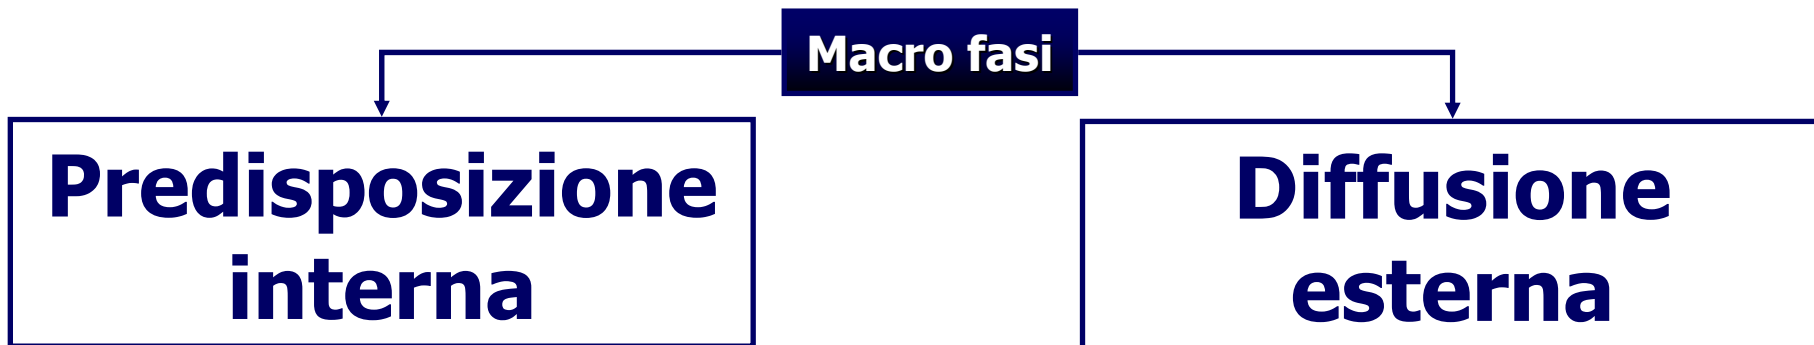 Macro fasi
Predisposizione
interna
Diffusione
esterna